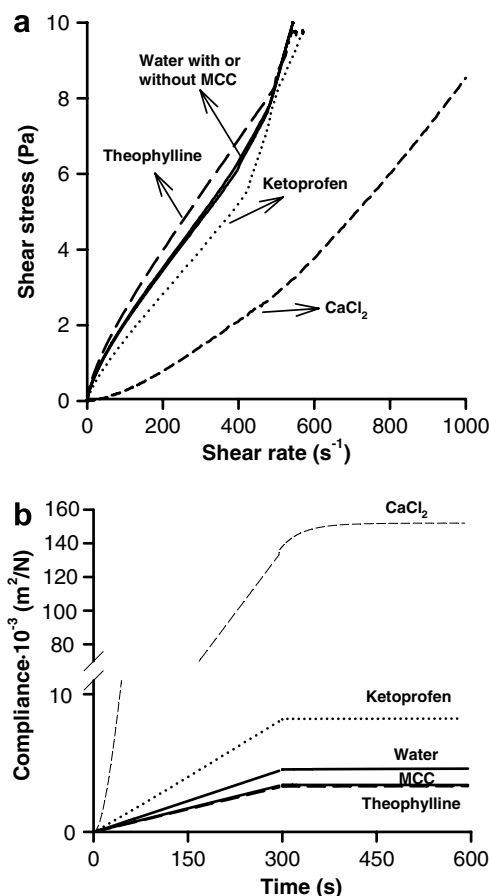 a
10
Water with or
without MCC
8
Theophylline
6
Ketoprofen
4
CaCl₂
2
0
0 200 400 600 800 1000
Shear stress (Pa)
Shear rate (s⁻¹)
b
160
CaCl₂
140
120
100
80
10
Ketoprofen
Water
MCC
Theophylline
0
0 150 300 450 600
Compliance·10⁻³ (m²/N)
Time (s)